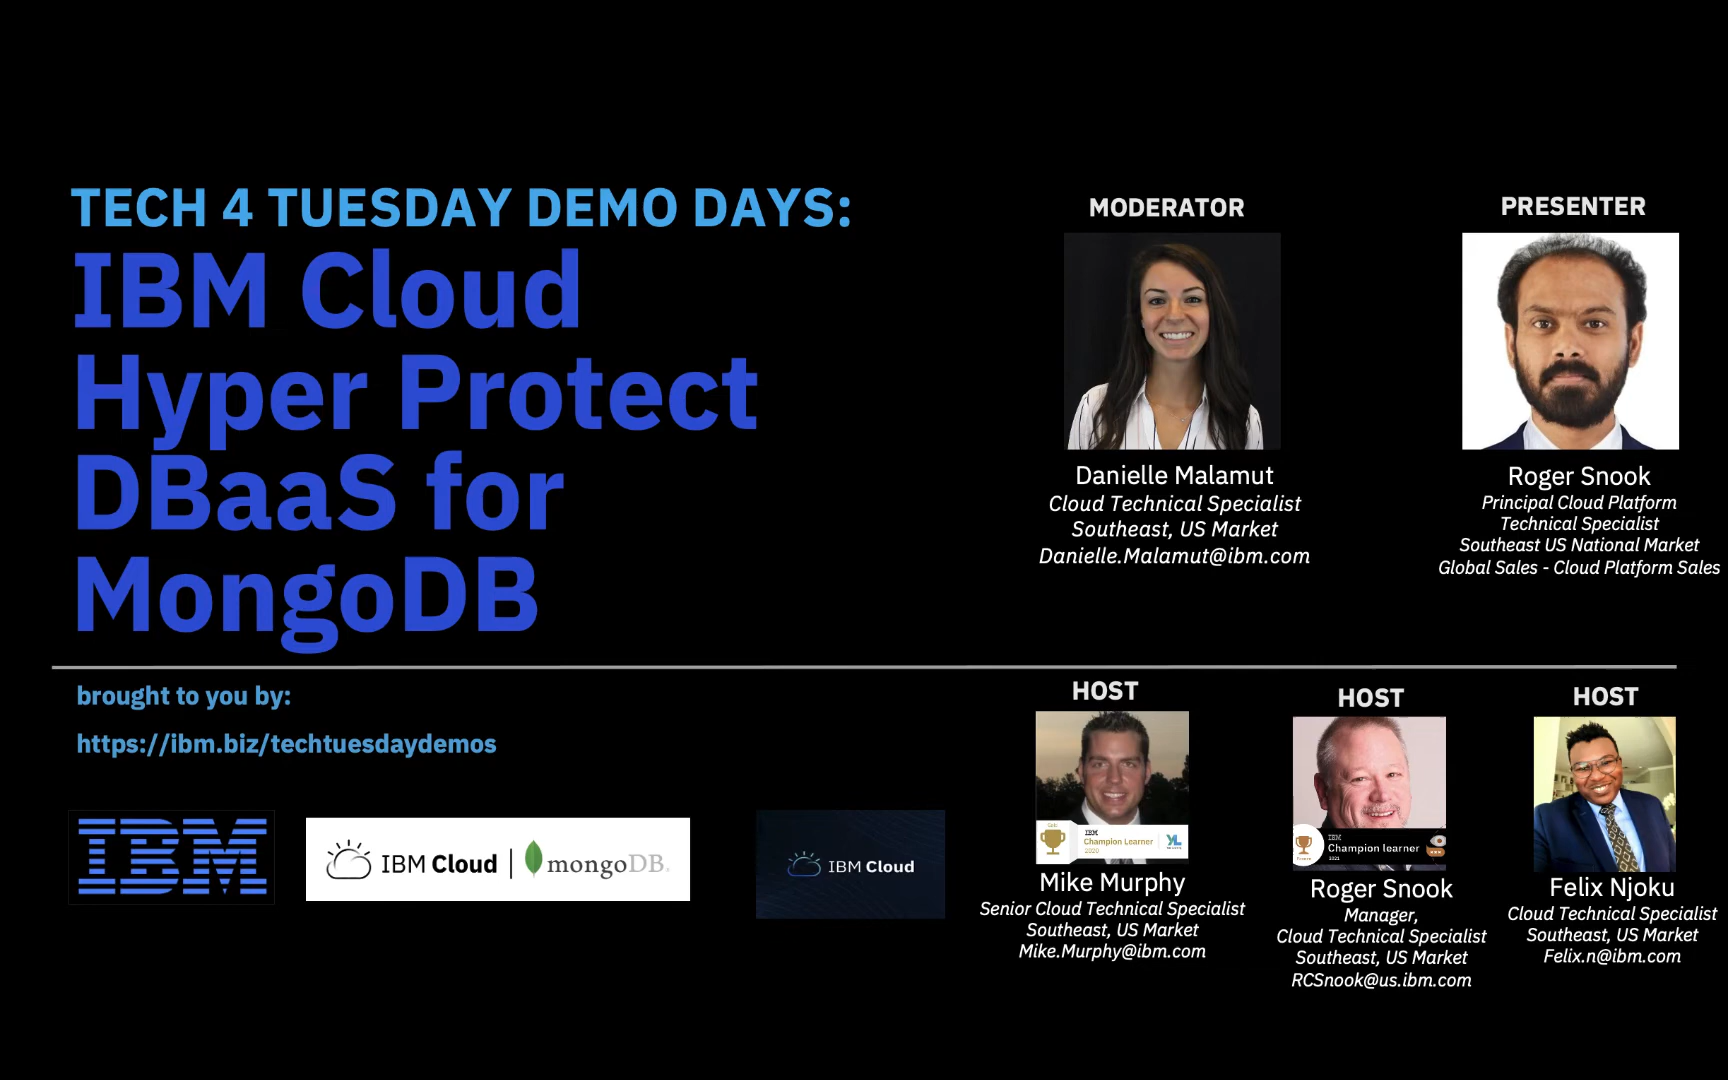 TECH 4 TUESDAY DEMO DAYS:
IBM Cloud
Hyper Protect
DBaaS for
MongoDB
MODERATOR
Danielle Malamut
Cloud Technical Specialist
Southeast, US Market
Danielle.Malamut@ibm.com
PRESENTER
Roger Snook
Principal Cloud Platform
Technical Specialist
Southeast US National Market
Global Sales - Cloud Platform Sales
brought to you by:
https://ibm.biz/techtuesdaydemos
IBM
IBM Cloud | mongoDB.
IBM Cloud
HOST
IBM
Champion Learner
2020
YL
Mike Murphy
Senior Cloud Technical Specialist
Southeast, US Market
Mike.Murphy@ibm.com
HOST
IBM
Champion learner
2021
Roger Snook
Manager,
Cloud Technical Specialist
Southeast, US Market
RCSnook@us.ibm.com
HOST
Felix Njoku
Cloud Technical Specialist
Southeast, US Market
Felix.n@ibm.com